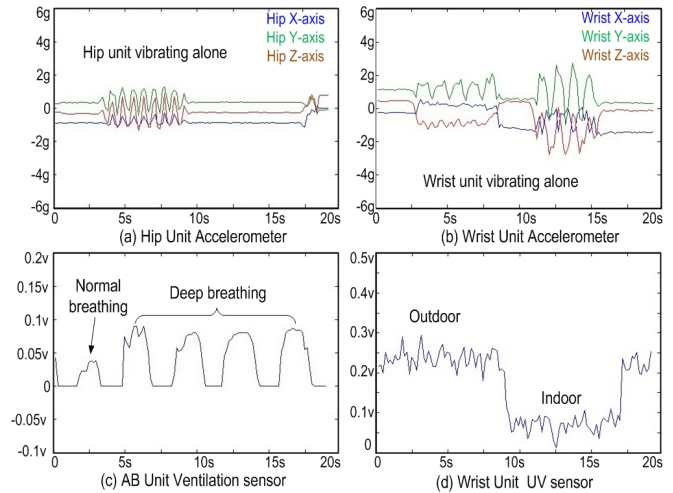 6g
4g
2g
0
-2g
-4g
-6g
Hip X-axis
Hip Y-axis
Hip Z-axis
Hip unit vibrating alone
0 5s 10s 15s 20s
(a) Hip Unit Accelerometer
6g
4g
2g
0
-2g
-4g
-6g
Wrist X-axis
Wrist Y-axis
Wrist Z-axis
Wrist unit vibrating alone
0 5s 10s 15s 20s
(b) Wrist Unit Accelerometer
0.2v
0.15v
0.1v
0.05v
0
-0.05v
-0.1v
Normal
breathing
Deep breathing
0 5s 10s 15s 20s
(c) AB Unit Ventilation sensor
0.5v
0.4v
0.3v
0.2v
0.1v
0
Outdoor
Indoor
0 5s 10s 15s 20s
(d) Wrist Unit UV sensor